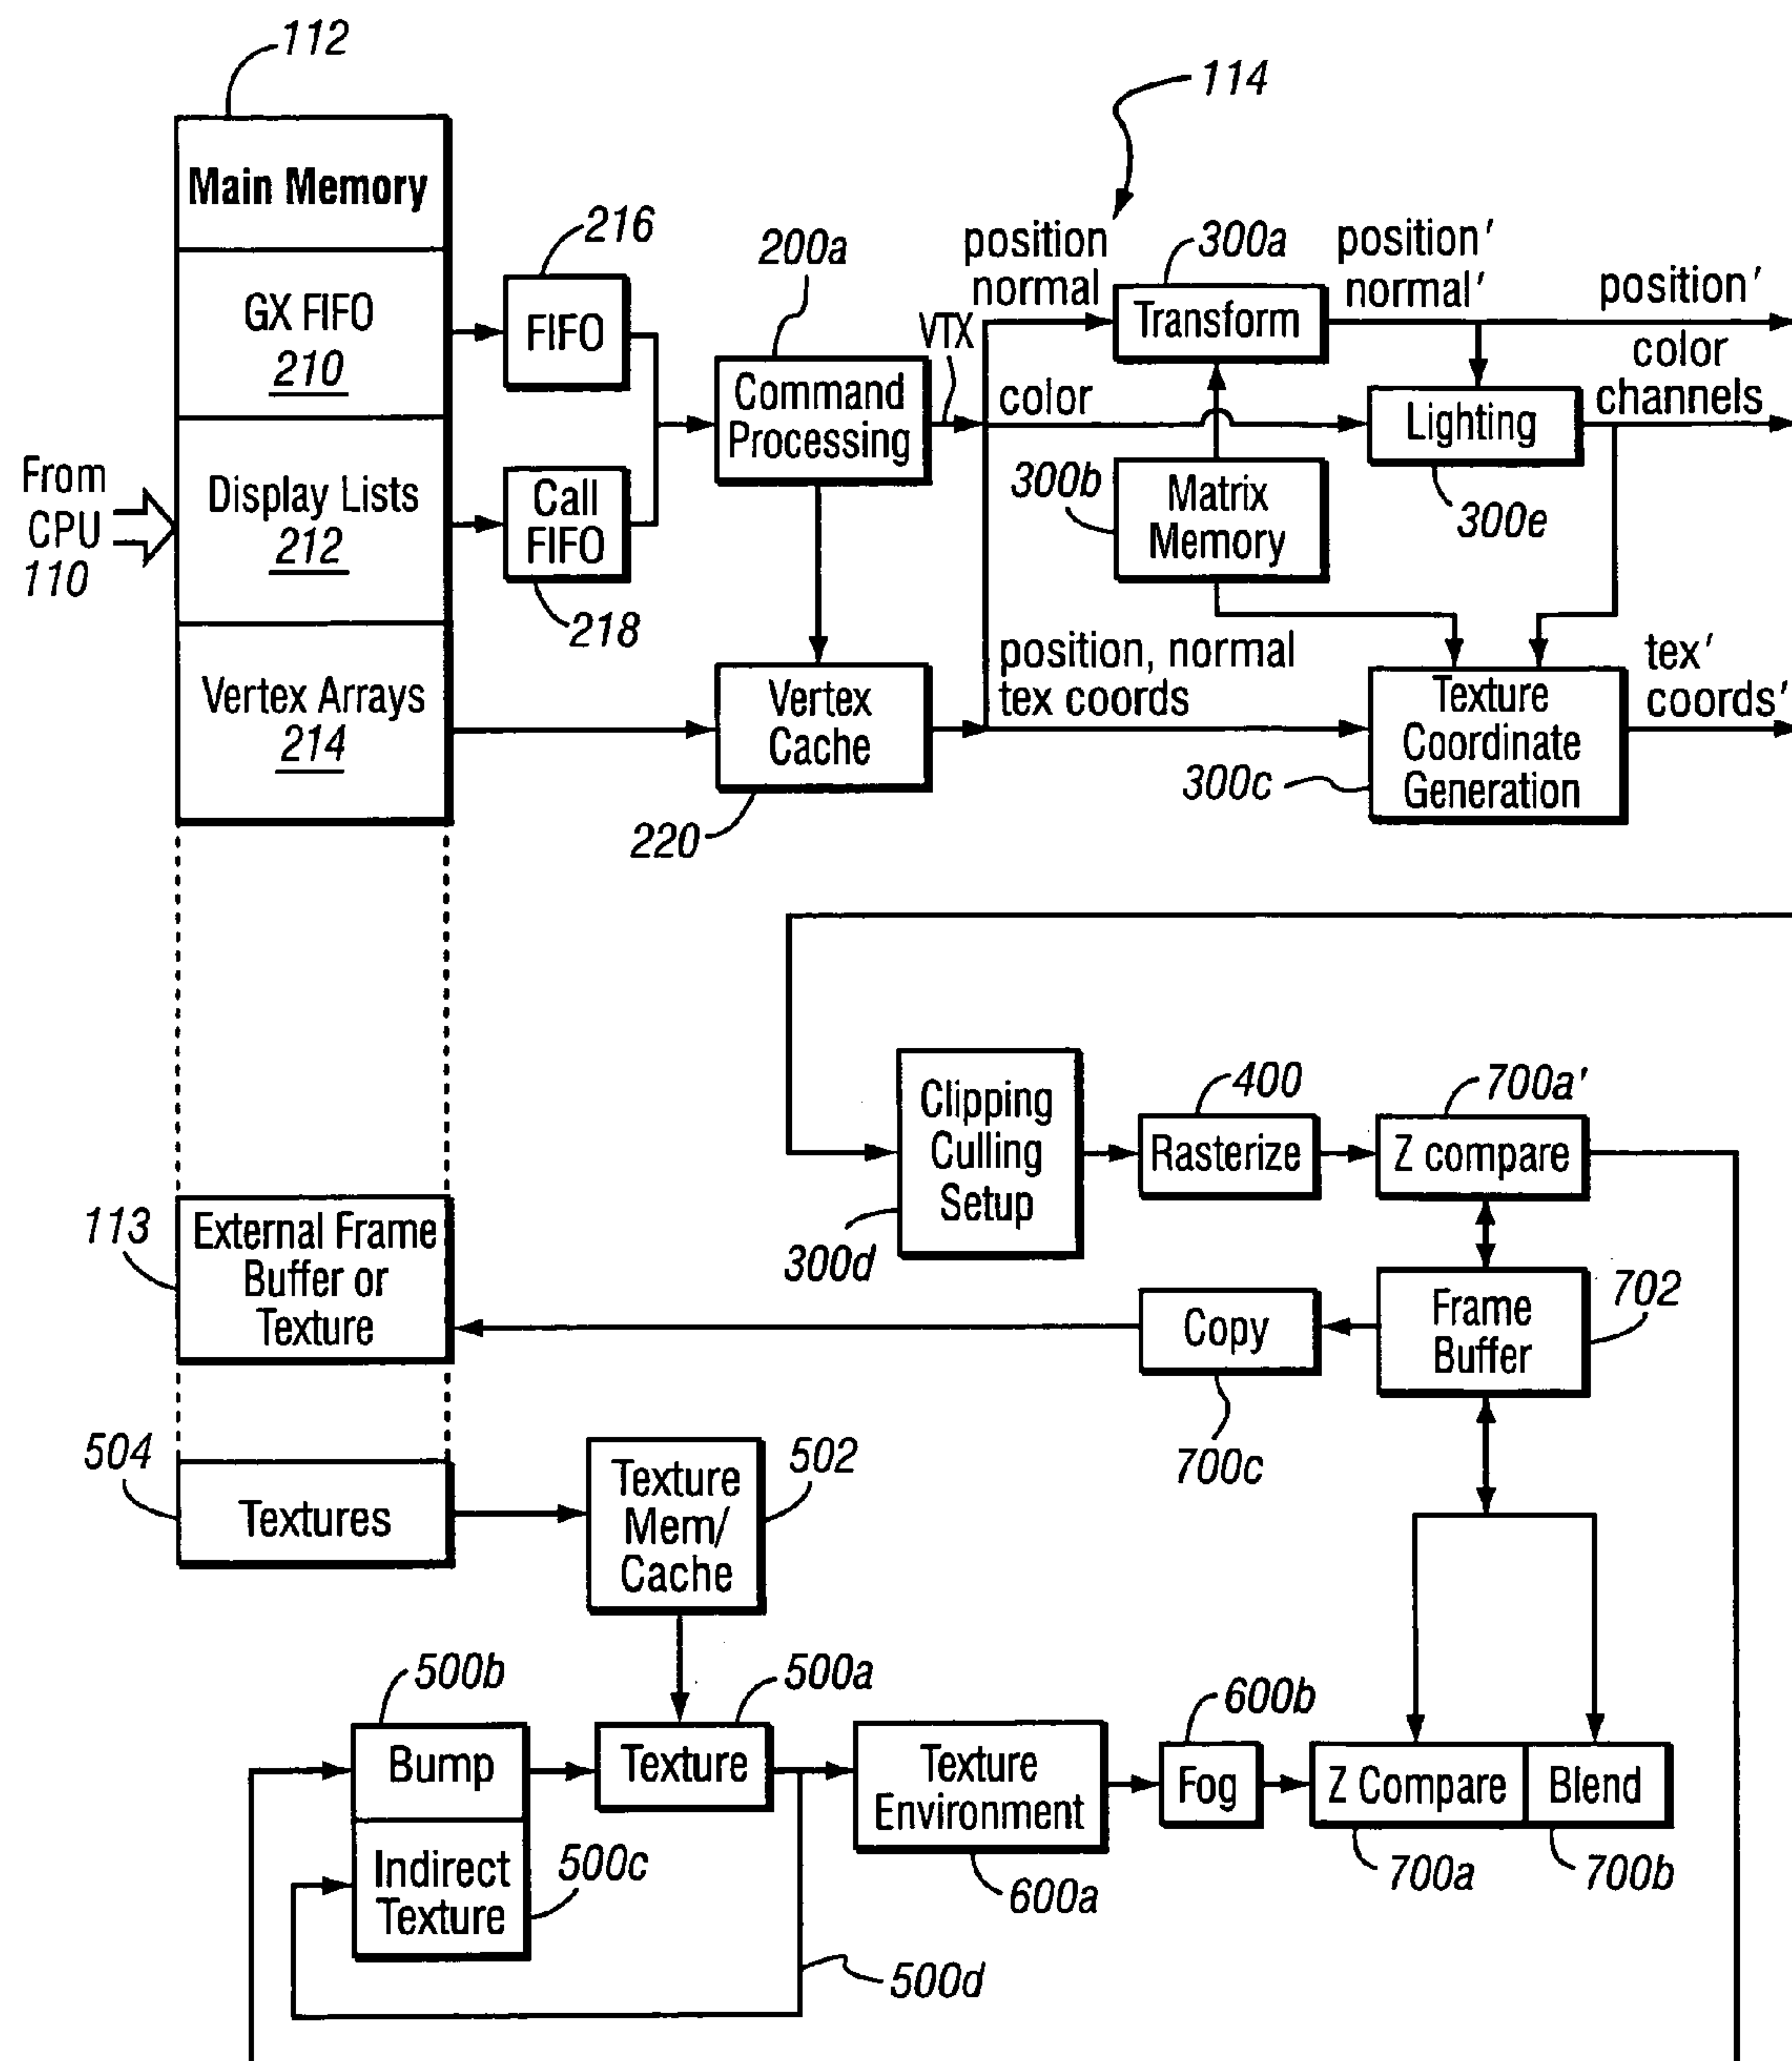 112
114
Main Memory
216
200a
position
normal
300a
position'
normal'
position'
GX FIFO
210
FIFO
VTX
Transform
color
channels
Command
Processing
color
Lighting
From
CPU
110
Display Lists
212
Call
FIFO
300b
Matrix
Memory
300e
218
Vertex Arrays
214
Vertex
Cache
position, normal
tex coords
Texture
Coordinate
Generation
tex'
coords'
300c
220
Clipping
Culling
Setup
300d
400
Rasterize
700a'
Z compare
113
External Frame
Buffer or
Texture
Copy
700c
Frame
Buffer
702
504
Textures
Texture
Mem/
Cache
502
500b
Bump
500a
Texture
Texture
Environment
600b
Fog
Z Compare
Blend
Indirect
Texture
500c
600a
700a
700b
500d